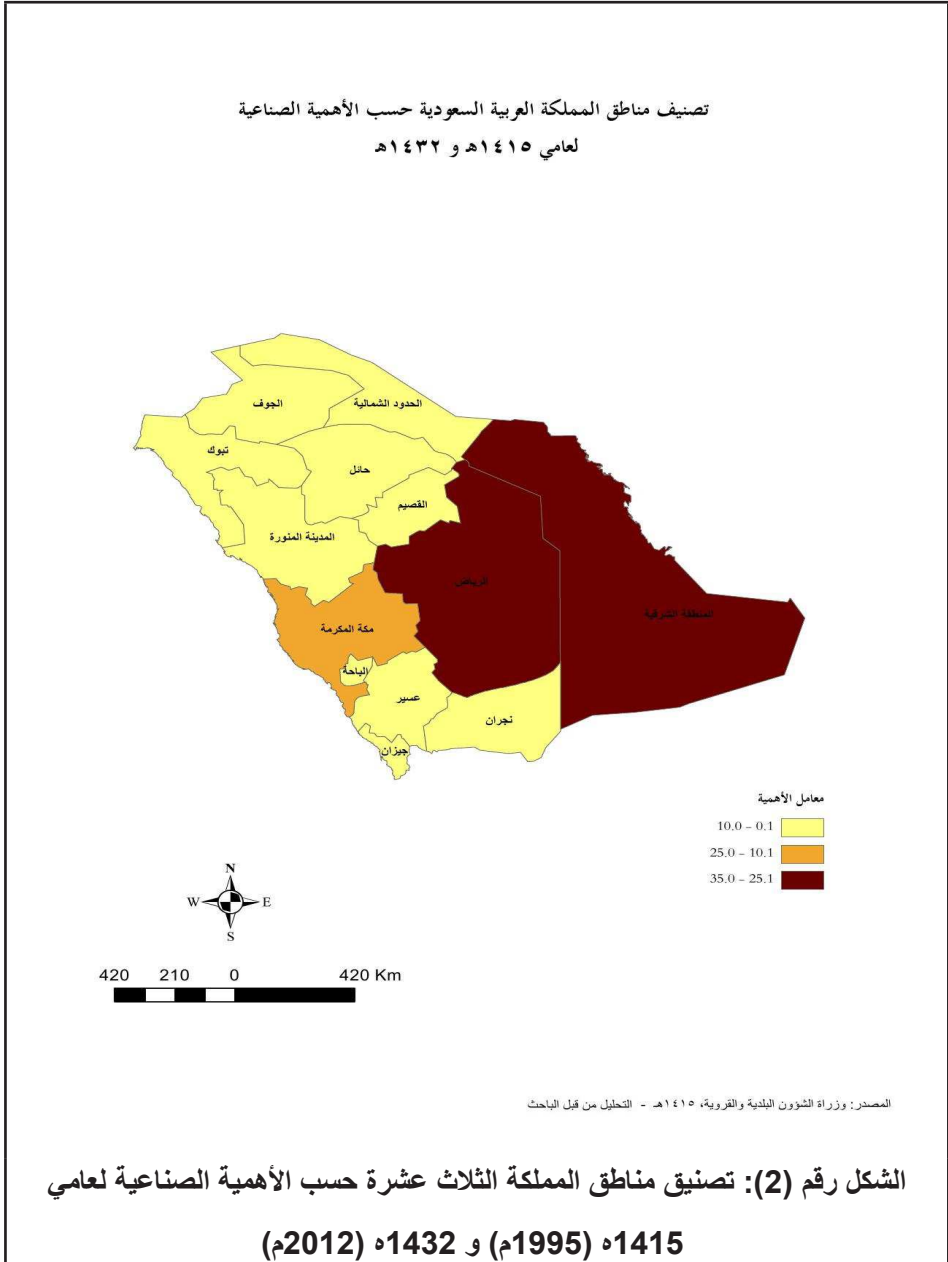 تصنيف مناطق المملكة العربية السعودية حسب الأهمية الصناعية
لعامي ١٤١٥هـ و ١٤٣٢هـ
الحدود الشمالية
الجوف
تبوك
حائل
القصيم
المدينة المنورة
الرياض
المنطقة الشرقية
مكة المكرمة
الباحة
عسير
نجران
جيزان
معامل الأهمية
10.0 - 0.1
25.0 - 10.1
35.0 - 25.1
N
W E
S
420 210 0 420 Km
المصدر: وزراة الشؤون البلدية والقروية، ١٤١٥هـ - التحليل من قبل الباحث
الشكل رقم (2): تصنيق مناطق المملكة الثلاث عشرة حسب الأهمية الصناعية لعامي
1415ه (1995م) و 1432ه (2012م)